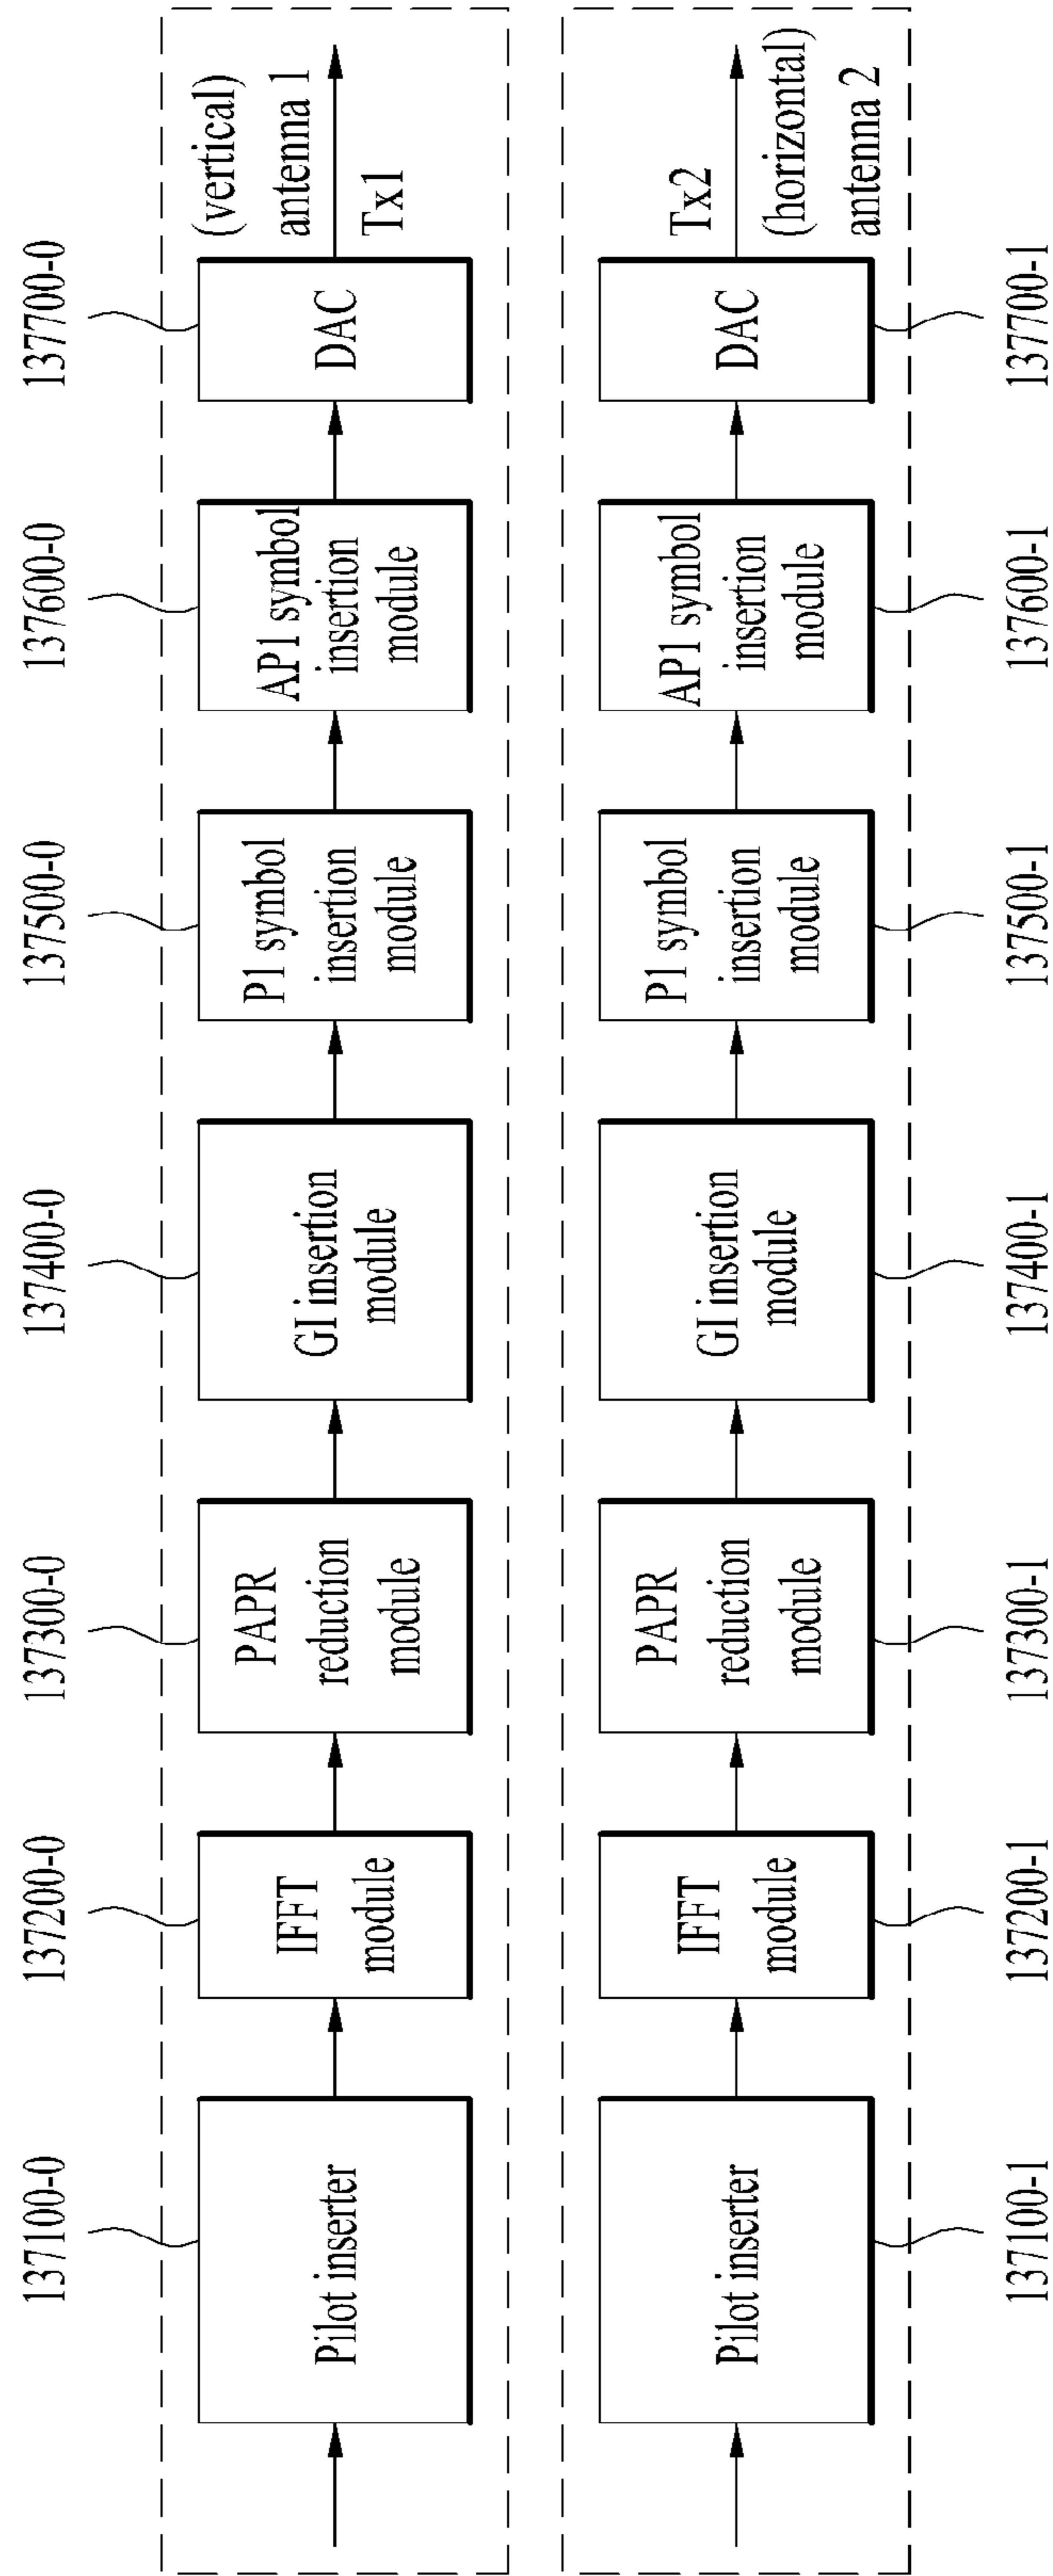 137100-0
137200-0
137300-0
137400-0
137500-0
137600-0
137700-0
Pilot inserter
IFFT
module
PAPR
reduction
module
GI insertion
module
P1 symbol
insertion
module
AP1 symbol
insertion
module
DAC
(vertical)
antenna 1
Tx1
Pilot inserter
IFFT
module
PAPR
reduction
module
GI insertion
module
P1 symbol
insertion
module
AP1 symbol
insertion
module
DAC
Tx2
(horizontal)
antenna 2
137100-1
137200-1
137300-1
137400-1
137500-1
137600-1
137700-1